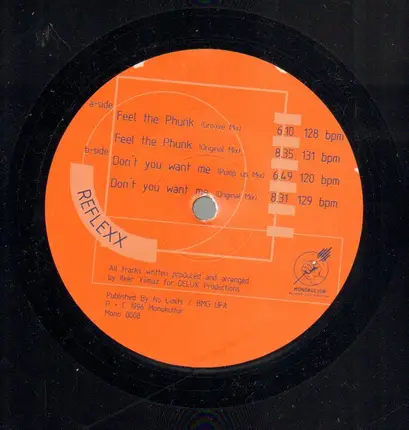 a-side
Feel the Phunk (Groove Mix) 6.10 128 bpm
Feel the Phunk (Original Mix) 8.35 131 bpm
b-side
Don't you want me (Pump up Mix) 6.49 120 bpm
Don't you want me (Original Mix) 8.31 129 bpm
REFLEXX
All tracks written produced and arranged
by Peer for DELUX Productions
Published By No Limits / BMG UFA
P + C 1996 Monokultur
Mono 0008
MONOKULTUR